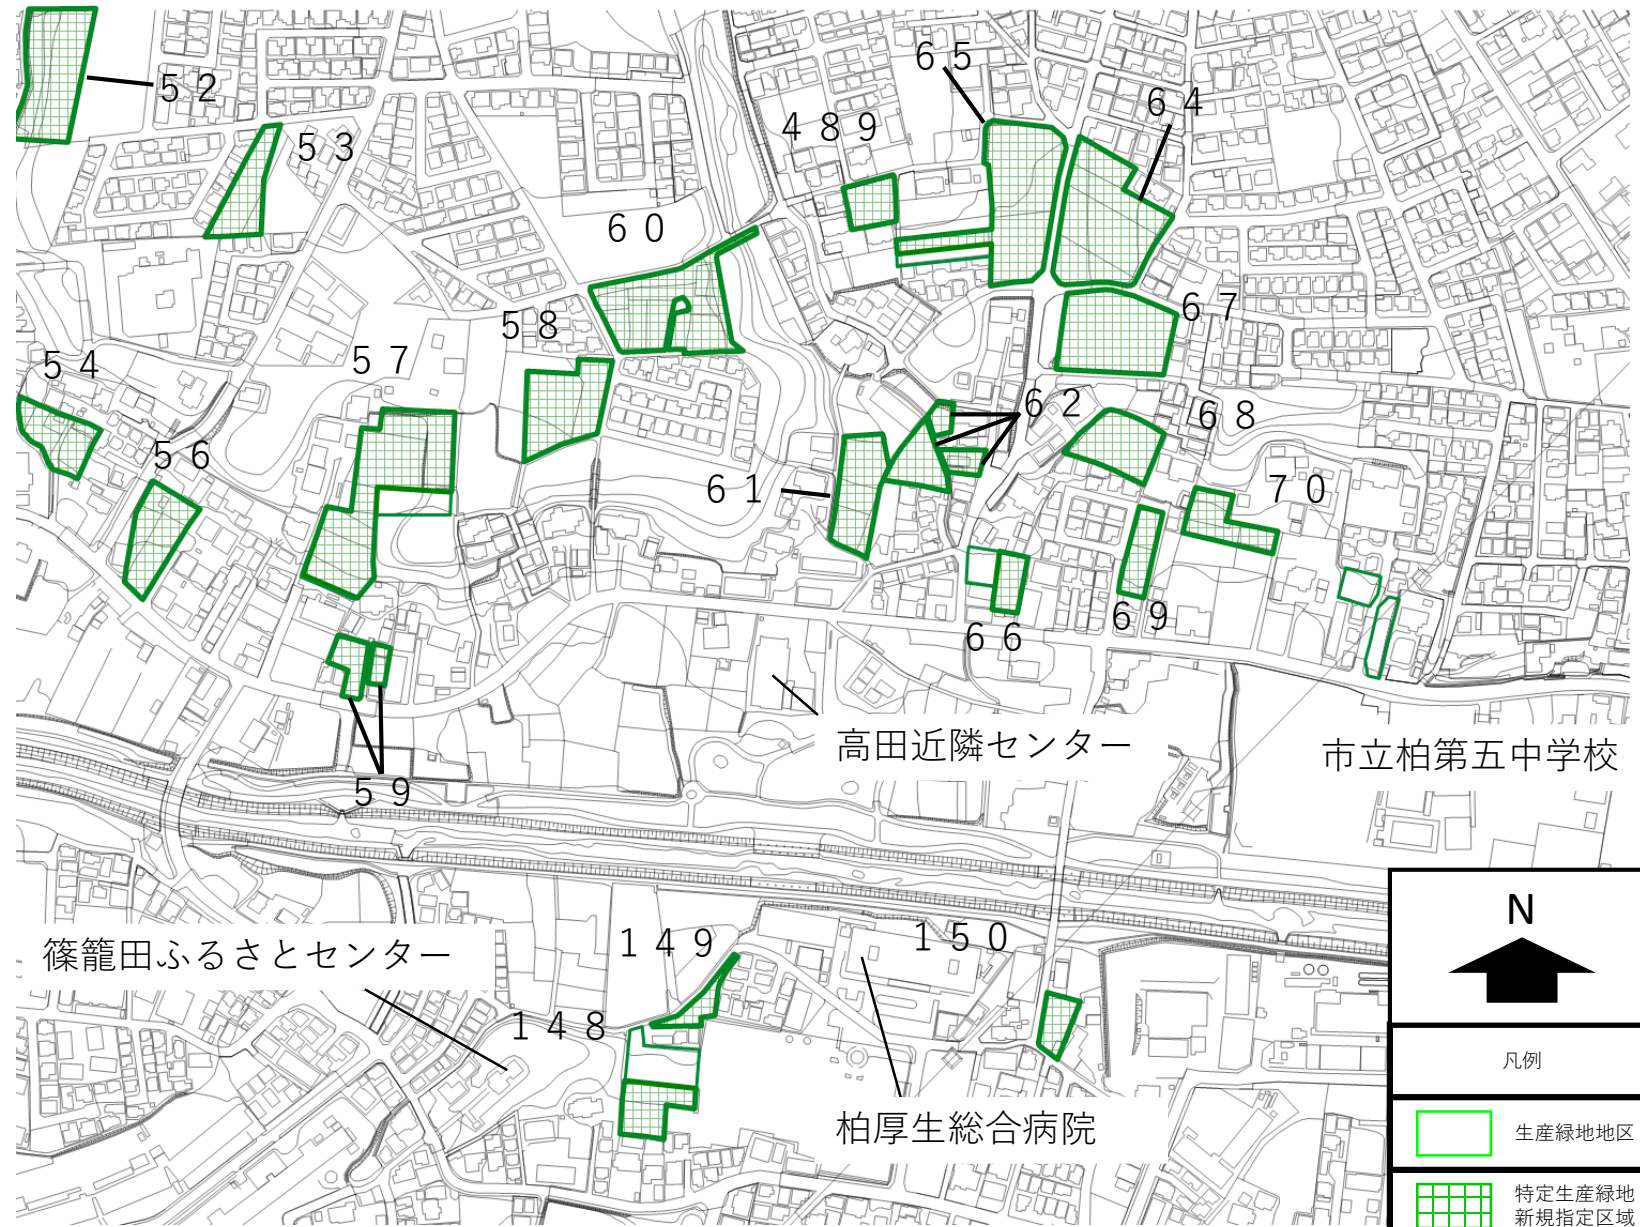 ６５
６４
５２
４８９
５３
６０
６７
５８
５７
５４
６２
６８
５６
６１
７０
６９
６６
高田近隣センター
市立柏第五中学校
５９
N
１４９
１５０
篠籠田ふるさとセンター
１４８
凡例
柏厚生総合病院
生産緑地地区
特定生産緑地
新規指定区域